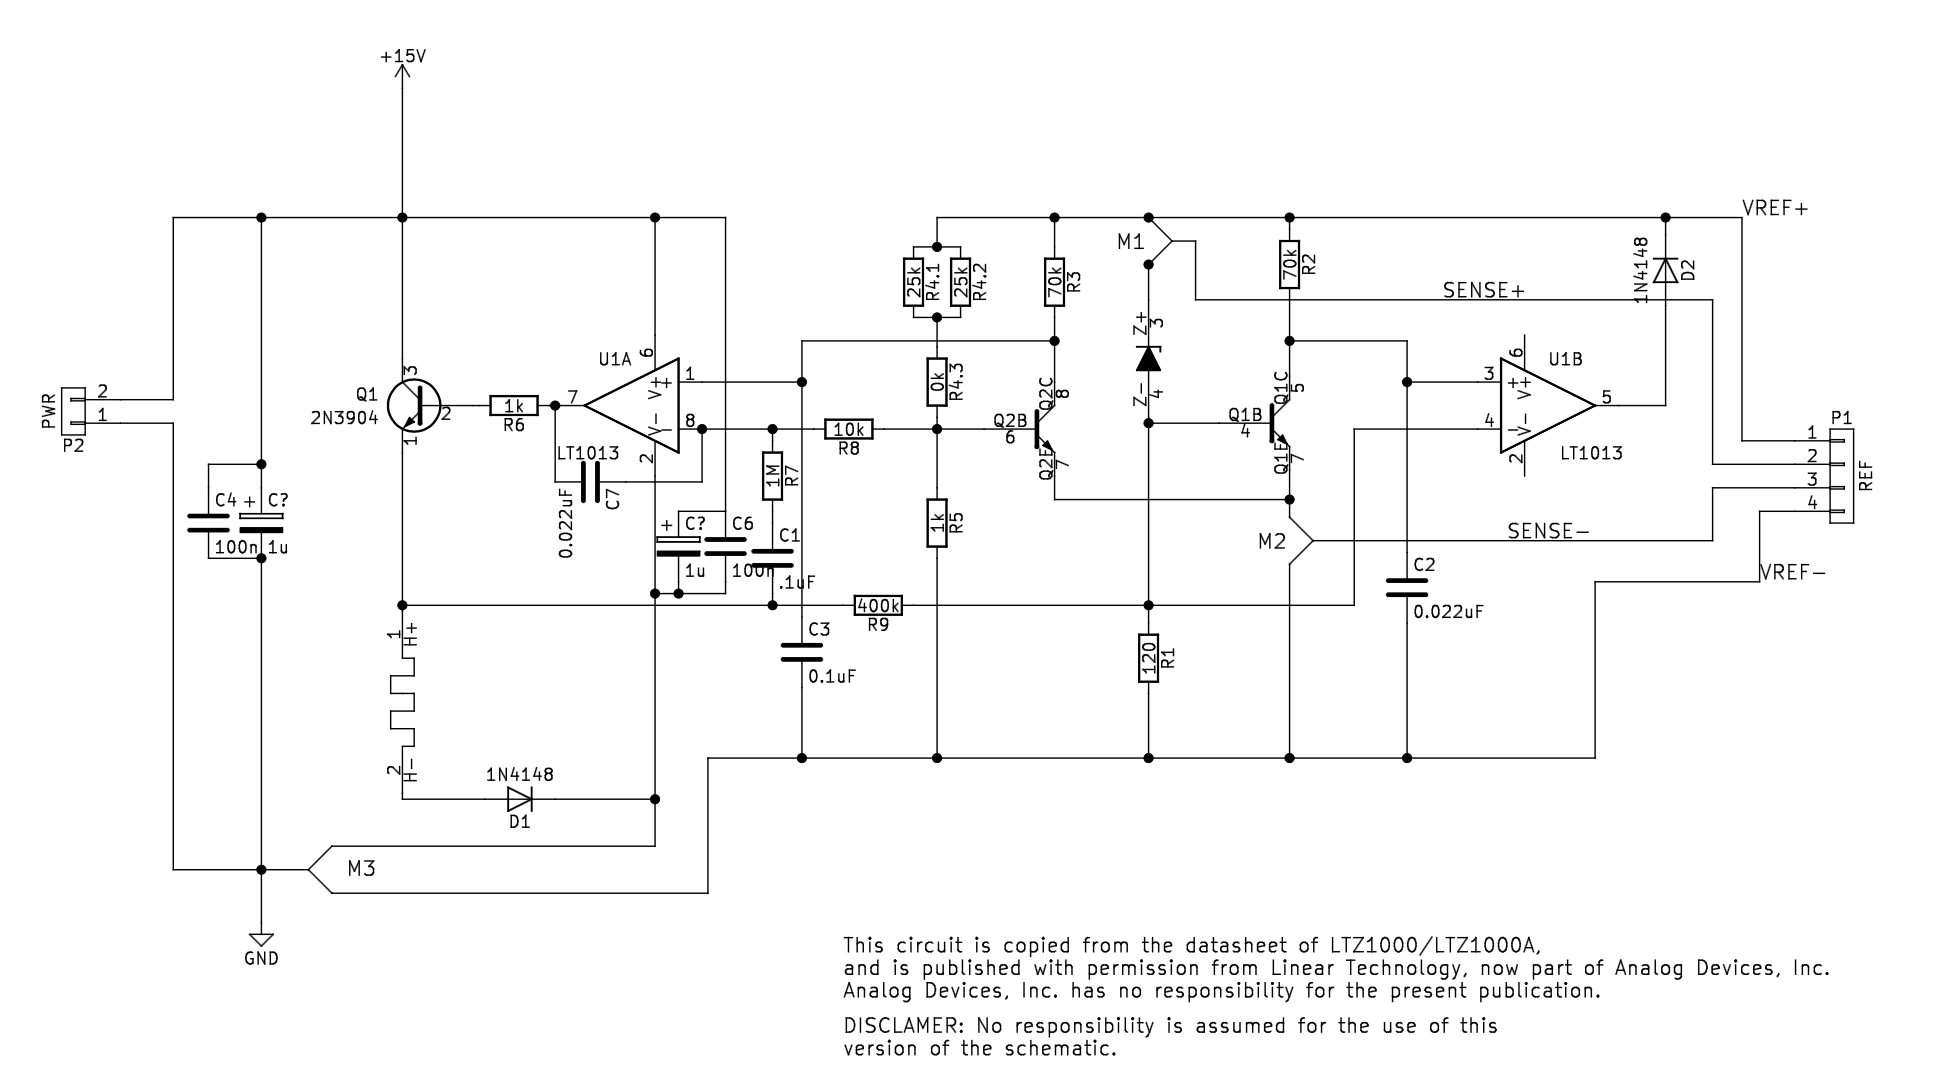 +15V
VREF+
M1
25k
R4.1
25k
R4.2
70k
R3
70k
R2
1N4148
D2
SENSE+
Z+
3
Z-
4
U1A
6
V+
+
1
7
V-
-
8
2
LT1013
Q1
2N3904
3
2
1
1k
R6
0k
R4.3
Q2C
8
Q2B
6
Q2E
7
Q1C
5
Q1B
4
Q1E
7
6
U1B
V+
+
3
5
4
-
V-
2
LT1013
PWR
2
1
P2
P1
1
2
3
4
REF
10k
R8
1M
R7
0.022uF
C7
C4
+
C?
100n
1u
+
C?
C6
C1
1u
100n
.1uF
1k
R5
M2
SENSE-
VREF-
C2
0.022uF
400k
R9
C3
0.1uF
120
R1
1
H+
2
H-
1N4148
D1
M3
GND
This circuit is copied from the datasheet of LTZ1000/LTZ1000A,
and is published with permission from Linear Technology, now part of Analog Devices, Inc.
Analog Devices, Inc. has no responsibility for the present publication.
DISCLAMER: No responsibility is assumed for the use of this
version of the schematic.